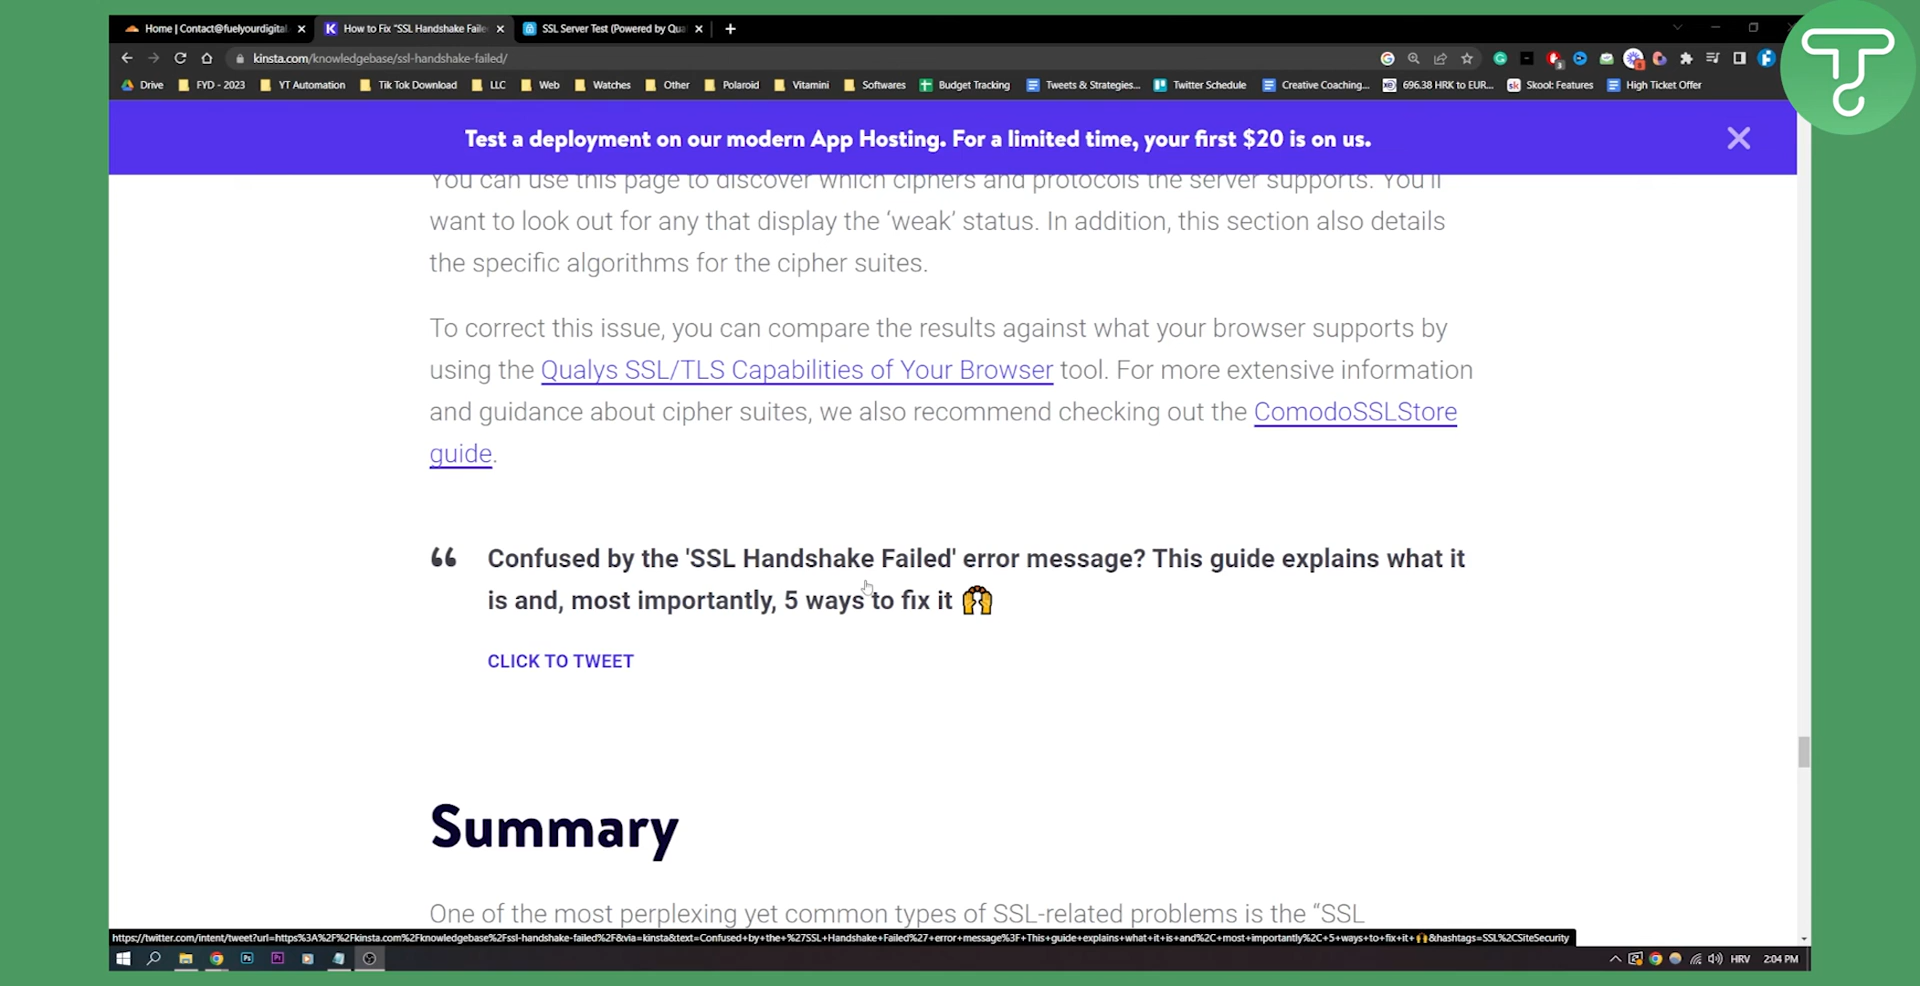 Home | Contact@fuelyourdigital
How to Fix "SSL Handshake Faile
SSL Server Test (Powered by Qua
kinsta.com/knowledgebase/ssl-handshake-failed/
Drive FYD - 2023 YT Automation Tik Tok Download LLC Web Watches Other Polaroid Vitamini Softwares Budget Tracking Tweets & Strategies... Twitter Schedule Creative Coaching... 696.38 HRK to EUR... Skool: Features High Ticket Offer
Test a deployment on our modern App Hosting. For a limited time, your first $20 is on us.
You can use this page to discover which ciphers and protocols the server supports. You'll
want to look out for any that display the ‘weak’ status. In addition, this section also details
the specific algorithms for the cipher suites.
To correct this issue, you can compare the results against what your browser supports by
using the Qualys SSL/TLS Capabilities of Your Browser tool. For more extensive information
and guidance about cipher suites, we also recommend checking out the ComodoSSLStore
guide.
“ Confused by the 'SSL Handshake Failed' error message? This guide explains what it
is and, most importantly, 5 ways to fix it 🙌
CLICK TO TWEET
Summary
One of the most perplexing yet common types of SSL-related problems is the “SSL
https://twitter.com/intent/tweet?url=https%3A%2F%2Fkinsta.com%2Fknowledgebase%2Fssl-handshake-failed%2F&via=kinsta&text=Confused+by+the+%27SSL+Handshake+Failed%27+error+message%3F+This+guide+explains+what+it+is+and%2C+most+importantly%2C+5+ways+to+fix+it+🙌&hashtags=SSL%2CSiteSecurity
HRV 2:04 PM